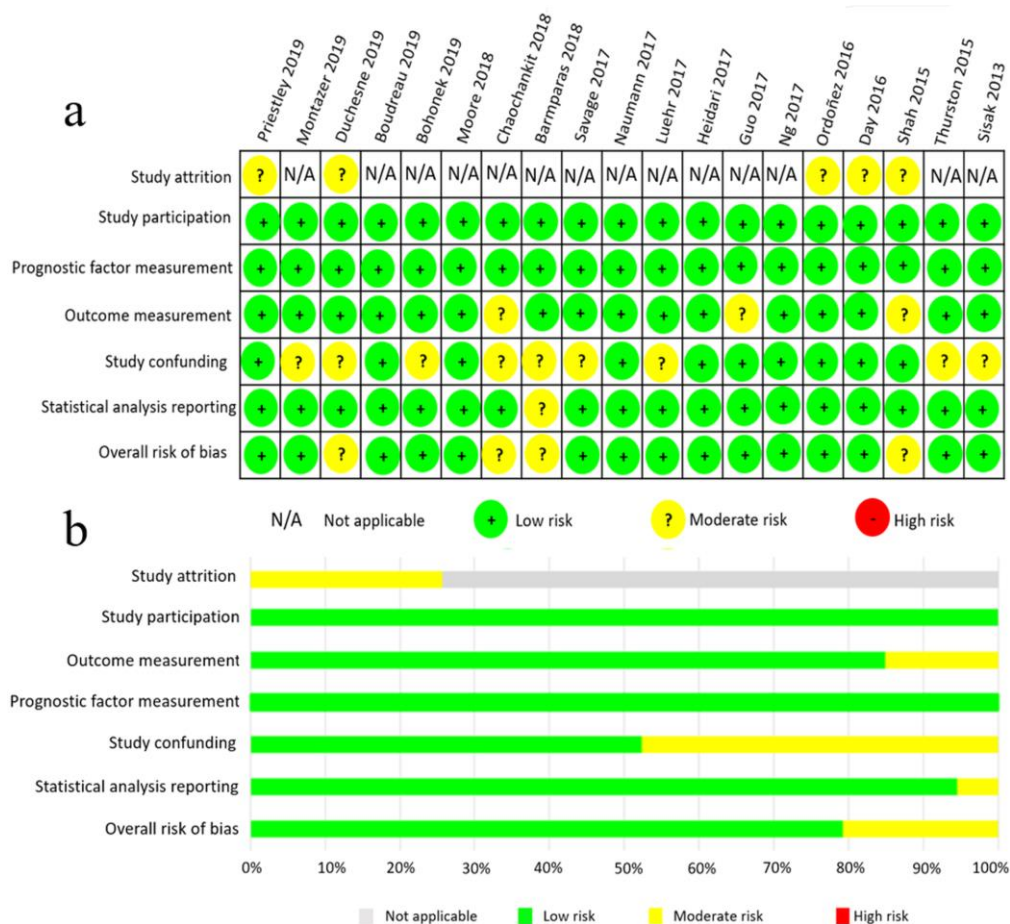 a
Priestley 2019
Montazer 2019
Duchesne 2019
Boudreau 2019
Bohonek 2019
Moore 2018
Chaochankit 2018
Barmparas 2018
Savage 2017
Naumann 2017
Luehr 2017
Heidari 2017
Guo 2017
Ng 2017
Ordoñez 2016
Day 2016
Shah 2015
Thurston 2015
Sisak 2013
Study attrition ? N/A ? N/A N/A N/A N/A N/A N/A N/A N/A N/A N/A N/A ? ? ? N/A N/A
Study participation + + + + + + + + + + + + + + + + + + +
Prognostic factor measurement + + + + + + + + + + + + + + + + + + +
Outcome measurement + + + + + + ? + + + + + ? + + + ? + +
Study confunding + ? ? + ? + ? ? ? + ? + + + + + + ? ?
Statistical analysis reporting + + + + + + + ? + + + + + + + + + + +
Overall risk of bias + + ? + + + ? ? + + + + + + + + ? + +
N/A Not applicable + Low risk ? Moderate risk - High risk
b
Study attrition
Study participation
Outcome measurement
Prognostic factor measurement
Study confunding
Statistical analysis reporting
Overall risk of bias
0% 10% 20% 30% 40% 50% 60% 70% 80% 90% 100%
Not applicable Low risk Moderate risk High risk